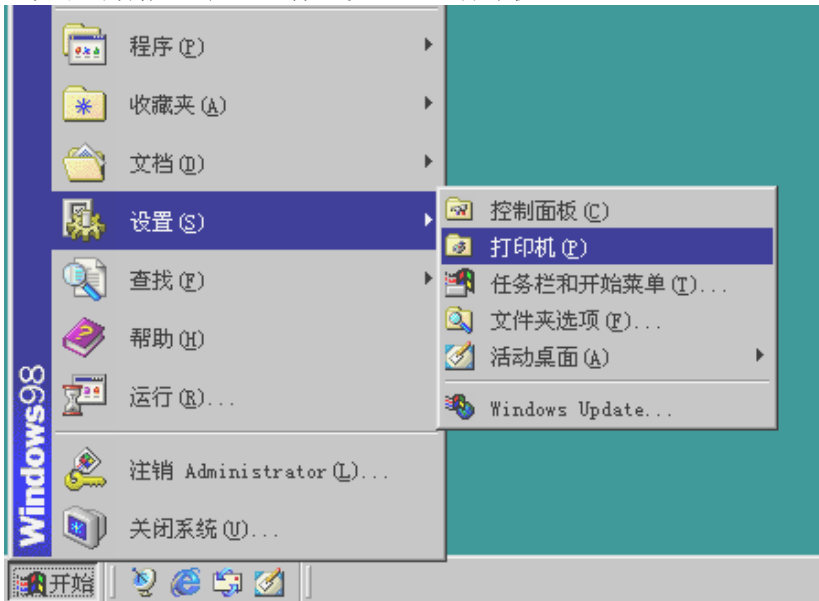 程序(P)
收藏夹(A)
文档(D)
设置(S)
查找(F)
帮助(H)
运行(R)...
注销 Administrator(L)...
关闭系统(U)...
控制面板(C)
打印机(P)
任务栏和开始菜单(T)...
文件夹选项(F)...
活动桌面(A)
Windows Update...
Windows98
开始